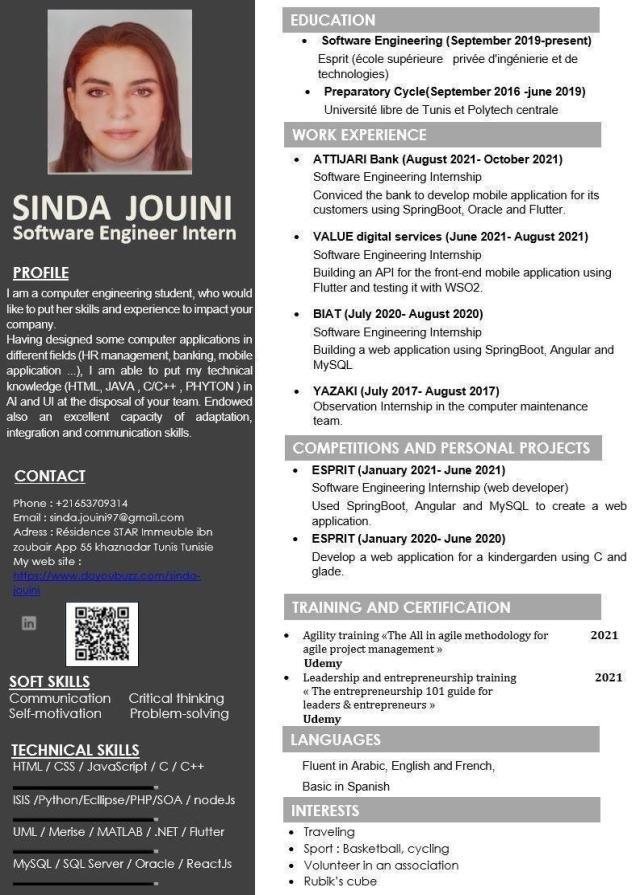 SINDA JOUINI
Software Engineer Intern
PROFILE
I am a computer engineering student, who would
like to put her skills and experience to impact your
company.
Having designed some computer applications in
different fields (HR management, banking, mobile
application ...), I am able to put my technical
knowledge (HTML, JAVA , C/C++ , PHYTON ) in
AI and UI at the disposal of your team. Endowed
also an excellent capacity of adaptation,
integration and communication skills.
CONTACT
Phone : +21653709314
Email : sinda.jouini97@gmail.com
Adress : Résidence STAR Immeuble ibn
zoubair App 55 khaznadar Tunis Tunisie
My web site :
https://www.doyoubuzz.com/sinda-
jouini
in
SOFT SKILLS
Communication Critical thinking
Self-motivation Problem-solving
TECHNICAL SKILLS
HTML / CSS / JavaScript / C / C++
ISIS /Python/Ecllipse/PHP/SOA / nodeJs
UML / Merise / MATLAB / .NET / Flutter
MySQL / SQL Server / Oracle / ReactJs
EDUCATION
• Software Engineering (September 2019-present)
Esprit (école supérieure privée d'ingénierie et de
technologies)
• Preparatory Cycle(September 2016 -june 2019)
Université libre de Tunis et Polytech centrale
WORK EXPERIENCE
• ATTIJARI Bank (August 2021- October 2021)
Software Engineering Internship
Conviced the bank to develop mobile application for its
customers using SpringBoot, Oracle and Flutter.
• VALUE digital services (June 2021- August 2021)
Software Engineering Internship
Building an API for the front-end mobile application using
Flutter and testing it with WSO2.
• BIAT (July 2020- August 2020)
Software Engineering Internship
Building a web application using SpringBoot, Angular and
MySQL
• YAZAKI (July 2017- August 2017)
Observation Internship in the computer maintenance
team.
COMPETITIONS AND PERSONAL PROJECTS
• ESPRIT (January 2021- June 2021)
Software Engineering Internship (web developer)
Used SpringBoot, Angular and MySQL to create a web
application.
• ESPRIT (January 2020- June 2020)
Develop a web application for a kindergarden using C and
glade.
TRAINING AND CERTIFICATION
• Agility training «The All in agile methodology for 2021
agile project management »
Udemy
• Leadership and entrepreneurship training 2021
« The entrepreneurship 101 guide for
leaders & entrepreneurs »
Udemy
LANGUAGES
Fluent in Arabic, English and French,
Basic in Spanish
INTERESTS
• Traveling
• Sport : Basketball, cycling
• Volunteer in an association
• Rubik's cube